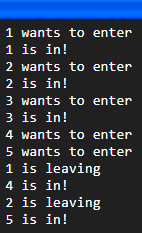 1 wants to enter
1 is in!
2 wants to enter
2 is in!
3 wants to enter
3 is in!
4 wants to enter
5 wants to enter
1 is leaving
4 is in!
2 is leaving
5 is in!